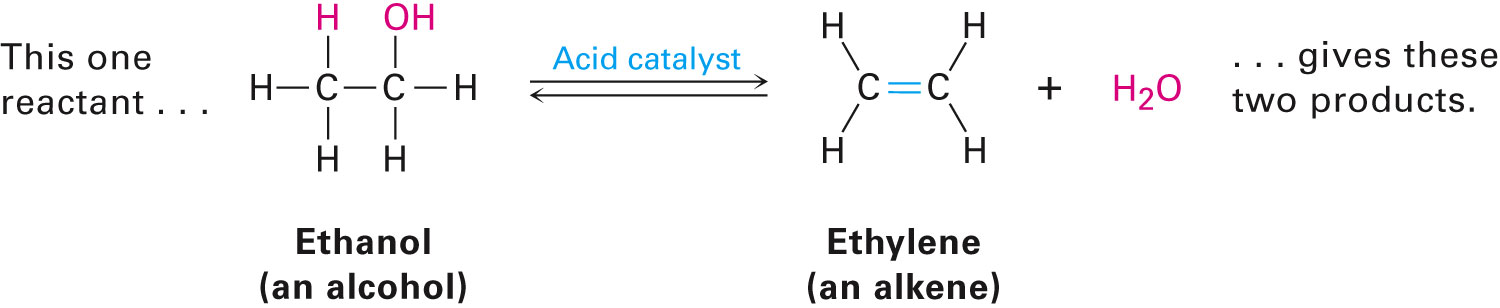 This one
reactant . . .
H OH
H—C—C—H
H H
Ethanol
(an alcohol)
Acid catalyst
H H
C=C
H H
Ethylene
(an alkene)
+
H₂O
. . . gives these
two products.